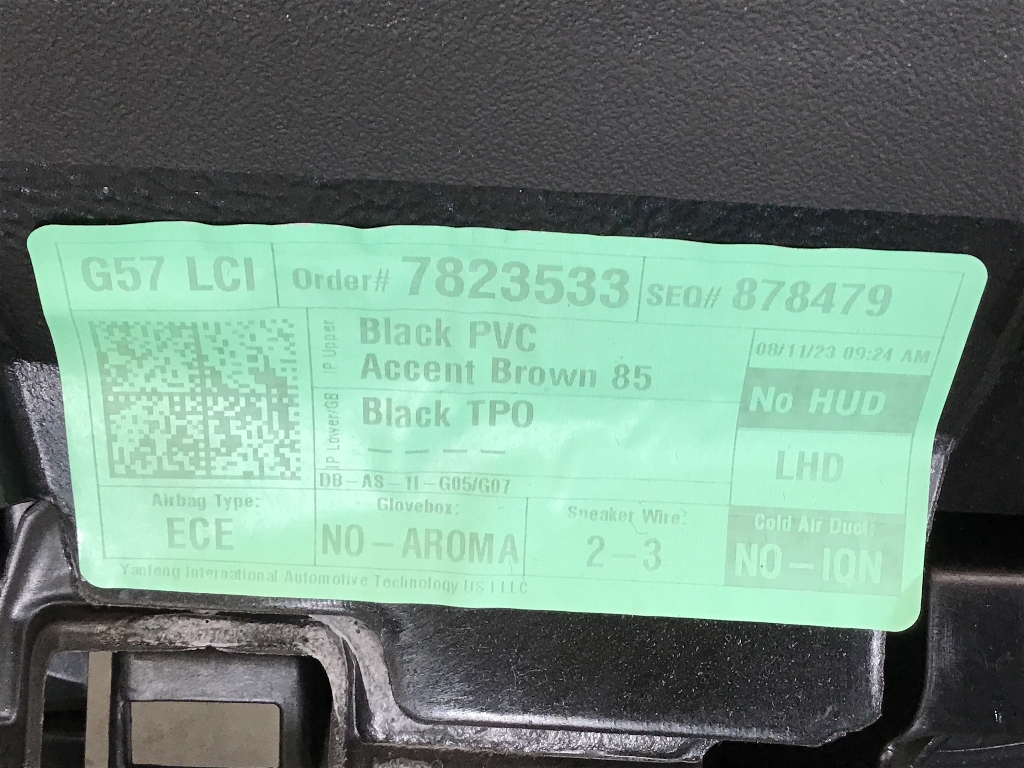 G57 LCI Order# 7823533 SEQ# 878479
IP Upper
Black PVC
Accent Brown 85
08/11/23 09:24 AM
No HUD
IP Lower/GB
Black TPO
----
LHD
DB-AS-11-G05/G07
Airbag Type:
ECE
Glovebox:
NO-AROMA
Speaker Wire:
2-3
Cold Air Duct:
NO-ION
Yanfeng International Automotive Technology US I LLC